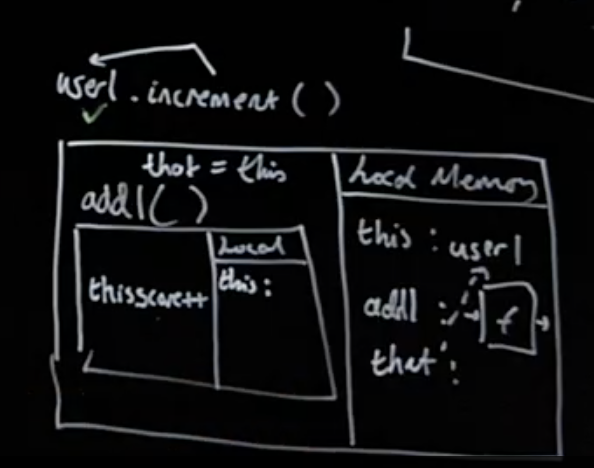 user1.increment()
that = this
add1()
Local Memory
this : user1
Local
thisscore++
this:
add1 :
f
that :